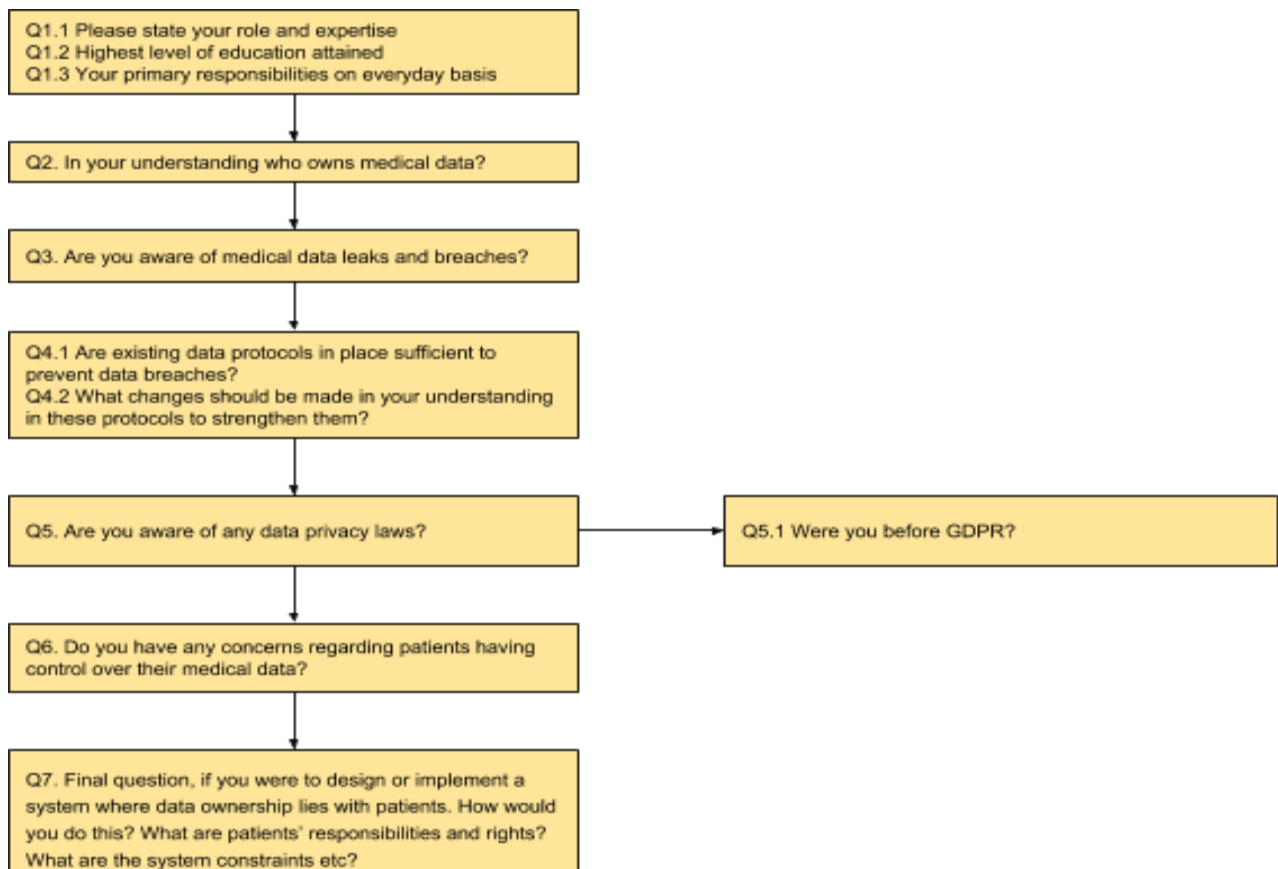 Q1.1 Please state your role and expertise
Q1.2 Highest level of education attained
Q1.3 Your primary responsibilities on everyday basis
Q2. In your understanding who owns medical data?
Q3. Are you aware of medical data leaks and breaches?
Q4.1 Are existing data protocols in place sufficient to
prevent data breaches?
Q4.2 What changes should be made in your understanding
in these protocols to strengthen them?
Q5. Are you aware of any data privacy laws?
Q5.1 Were you before GDPR?
Q6. Do you have any concerns regarding patients having
control over their medical data?
Q7. Final question, if you were to design or implement a
system where data ownership lies with patients. How would
you do this? What are patients' responsibilities and rights?
What are the system constraints etc?